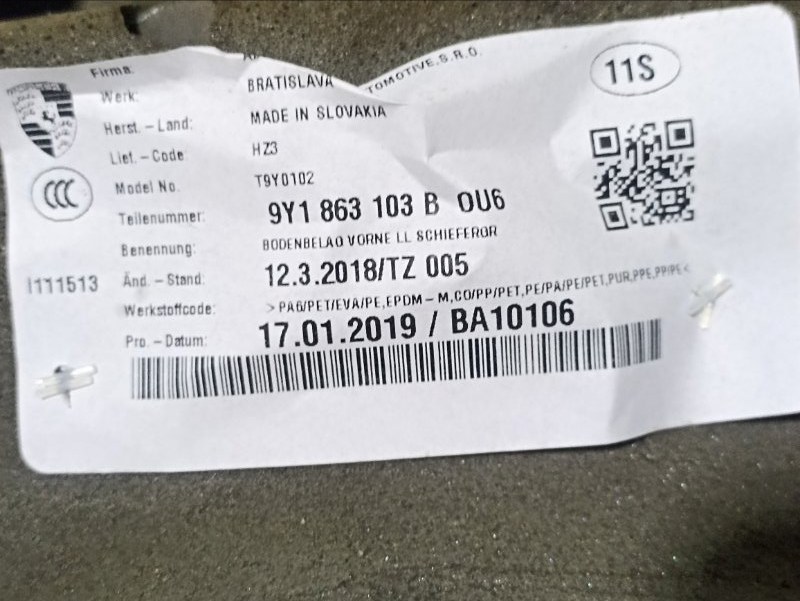 Firma:
TOMOTIVE, S.R.O.
Werk: BRATISLAVA
11S
Herst. - Land: MADE IN SLOVAKIA
Lief. - Code: HZ3
CCC
Model No. T9Y0102
Teilenummer: 9Y1 863 103 B 0U6
Benennung: BODENBELAG VORNE LL SCHIEFERGR
I111513
Änd. - Stand: 12.3.2018/TZ 005
Werkstoffcode: >PA6/PET/EVA/PE,EPDM-M,CO/PP/PET,PE/PA/PE/PET,PUR,PPE,PP/PE<
Pro. - Datum: 17.01.2019 / BA10106